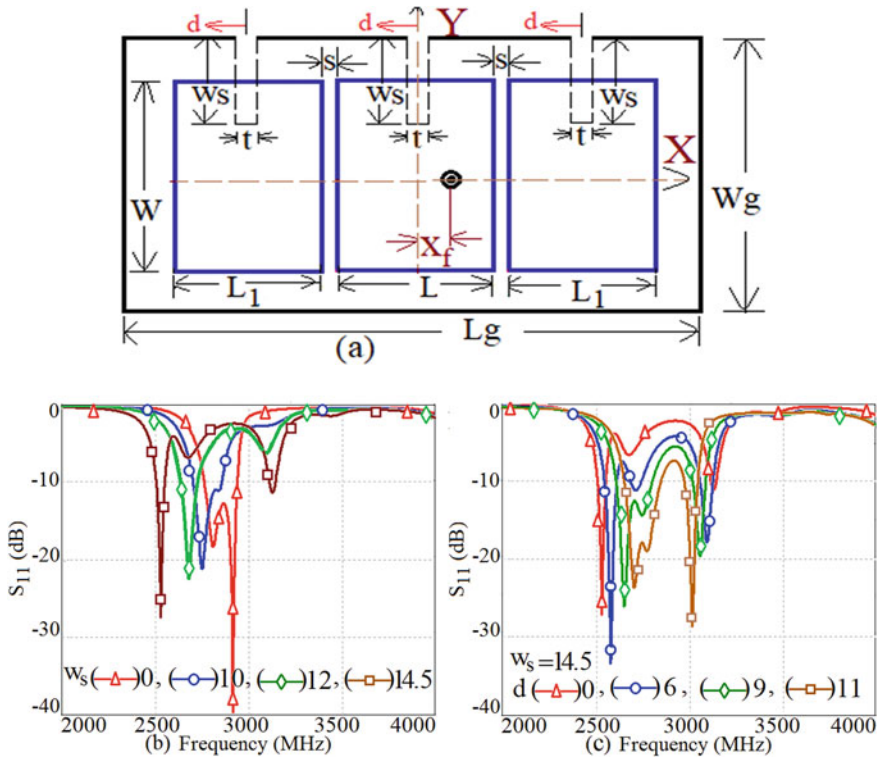 d d Y d
s s
ws ws ws
t t t
X
W Wg
Xf
L1 L L1
(a) Lg
0
-10
-20
-30
-40
S11 (dB)
ws( )0, ( )10, ( )12, ( )14.5
2000 2500 3000 3500 4000
(b) Frequency (MHz)
0
-10
-20
-30
-40
S11 (dB)
ws=14.5
d( )0, ( )6, ( )9, ( )11
2000 2500 3000 3500 4000
(c) Frequency (MHz)